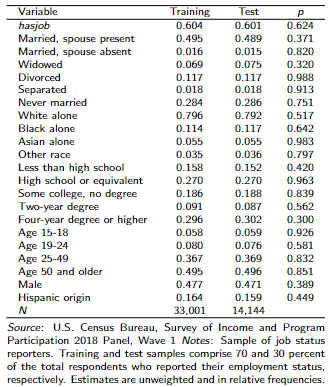 Variable Training Test p
hasjob 0.604 0.601 0.624
Married, spouse present 0.495 0.489 0.371
Married, spouse absent 0.016 0.015 0.820
Widowed 0.069 0.075 0.320
Divorced 0.117 0.117 0.988
Separated 0.018 0.018 0.913
Never married 0.284 0.286 0.751
White alone 0.796 0.792 0.517
Black alone 0.114 0.117 0.642
Asian alone 0.055 0.055 0.983
Other race 0.035 0.036 0.797
Less than high school 0.158 0.152 0.420
High school or equivalent 0.270 0.270 0.963
Some college, no degree 0.186 0.188 0.839
Two-year degree 0.091 0.087 0.562
Four-year degree or higher 0.296 0.302 0.300
Age 15-18 0.058 0.059 0.926
Age 19-24 0.080 0.076 0.581
Age 25-49 0.367 0.369 0.832
Age 50 and older 0.495 0.496 0.851
Male 0.477 0.471 0.389
Hispanic origin 0.164 0.159 0.449
N 33,001 14,144
Source: U.S. Census Bureau, Survey of Income and Program
Participation 2018 Panel, Wave 1 Notes: Sample of job status
reporters. Training and test samples comprise 70 and 30 percent
of the total respondents who reported their employment status,
respectively. Estimates are unweighted and in relative frequencies.